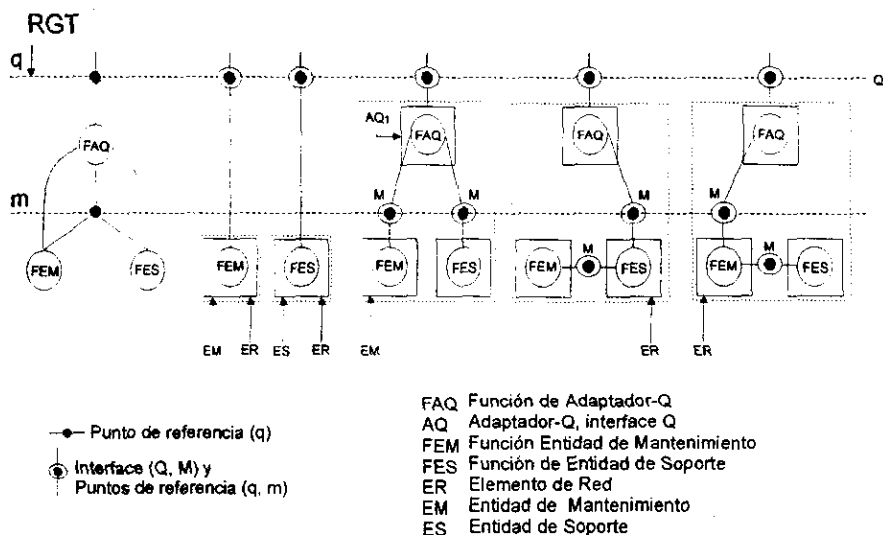 RGT
q
Q
AQ1
FAQ
FAQ
FAQ
FAQ
m
M
M
M
M
FEM
FES
FEM
FES
FEM
FES
FEM
M
FES
FEM
M
FES
EM
ER
ES
ER
EM
ER
ER
Punto de referencia (q)
Interface (Q, M) y
Puntos de referencia (q, m)
FAQ Función de Adaptador-Q
AQ Adaptador-Q, interface Q
FEM Función Entidad de Mantenimiento
FES Función de Entidad de Soporte
ER Elemento de Red
EM Entidad de Mantenimiento
ES Entidad de Soporte